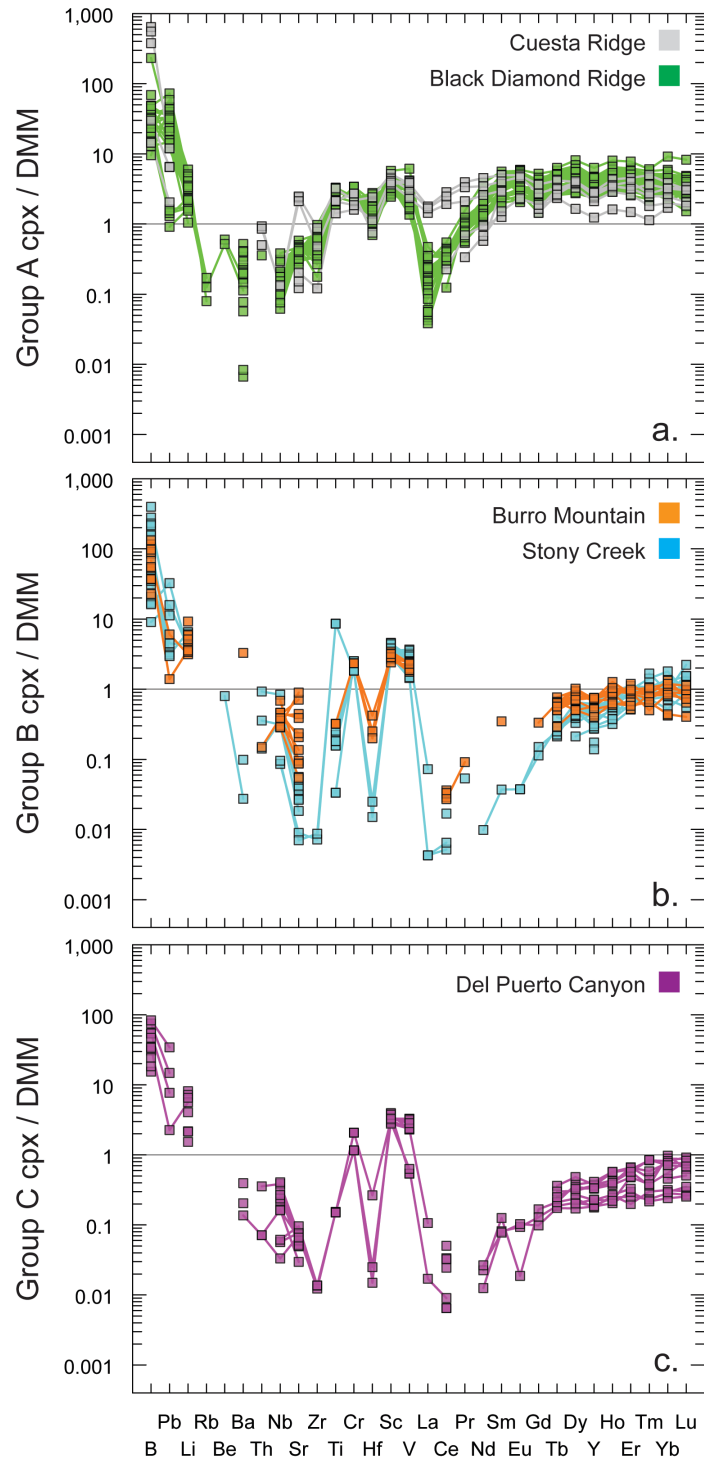 1,000
Cuesta Ridge
100
Black Diamond Ridge
10
1
0.1
0.01
0.001
Group A cpx / DMM
a.
1,000
Burro Mountain
100
Stony Creek
10
1
0.1
0.01
0.001
Group B cpx / DMM
b.
1,000
Del Puerto Canyon
100
10
1
0.1
0.01
0.001
Group C cpx / DMM
c.
Pb Rb Ba Nb Zr Cr Sc La Pr Sm Gd Dy Ho Tm Lu
B Li Be Th Sr Ti Hf V Ce Nd Eu Tb Y Er Yb